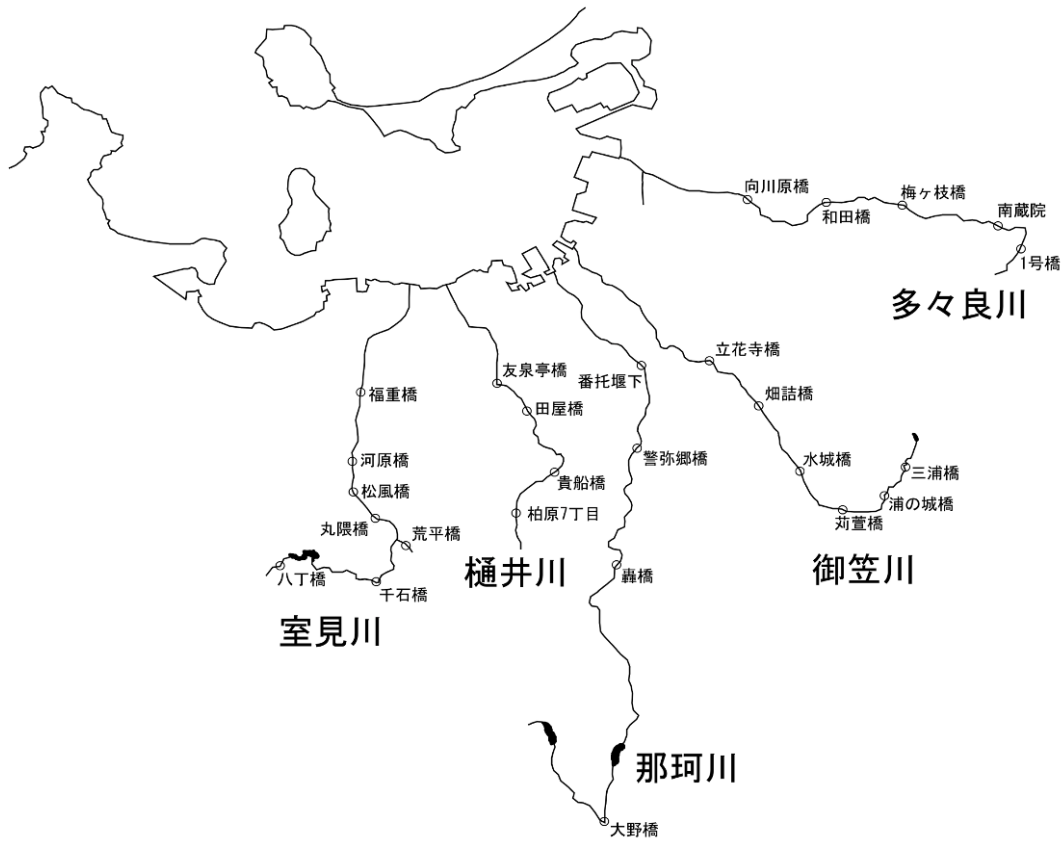 向川原橋
和田橋
梅ヶ枝橋
南蔵院
1号橋
多々良川
立花寺橋
畑詰橋
水城橋
苅萱橋
浦の城橋
三浦橋
御笠川
番托堰下
警弥郷橋
轟橋
大野橋
那珂川
友泉亭橋
田屋橋
貴船橋
柏原7丁目
樋井川
福重橋
河原橋
松風橋
丸隈橋
荒平橋
千石橋
八丁橋
室見川